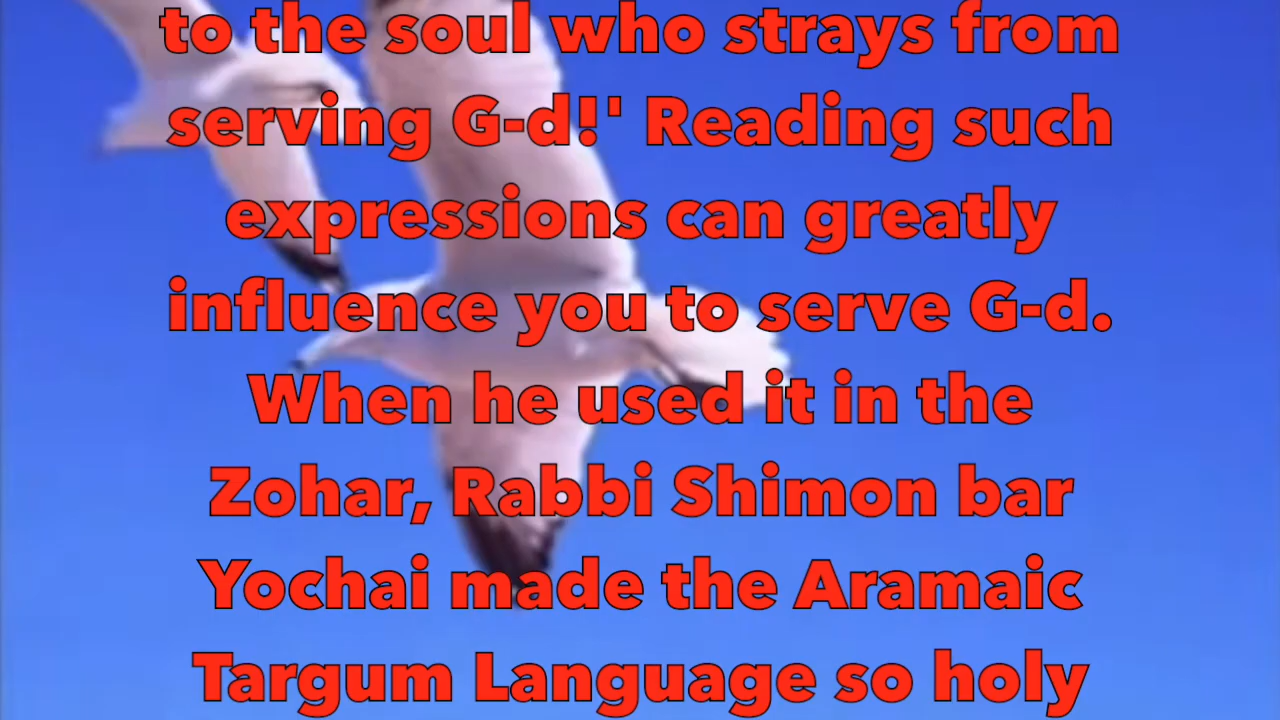 to the soul who strays from
serving G-d!' Reading such
expressions can greatly
influence you to serve G-d.
When he used it in the
Zohar, Rabbi Shimon bar
Yochai made the Aramaic
Targum Language so holy